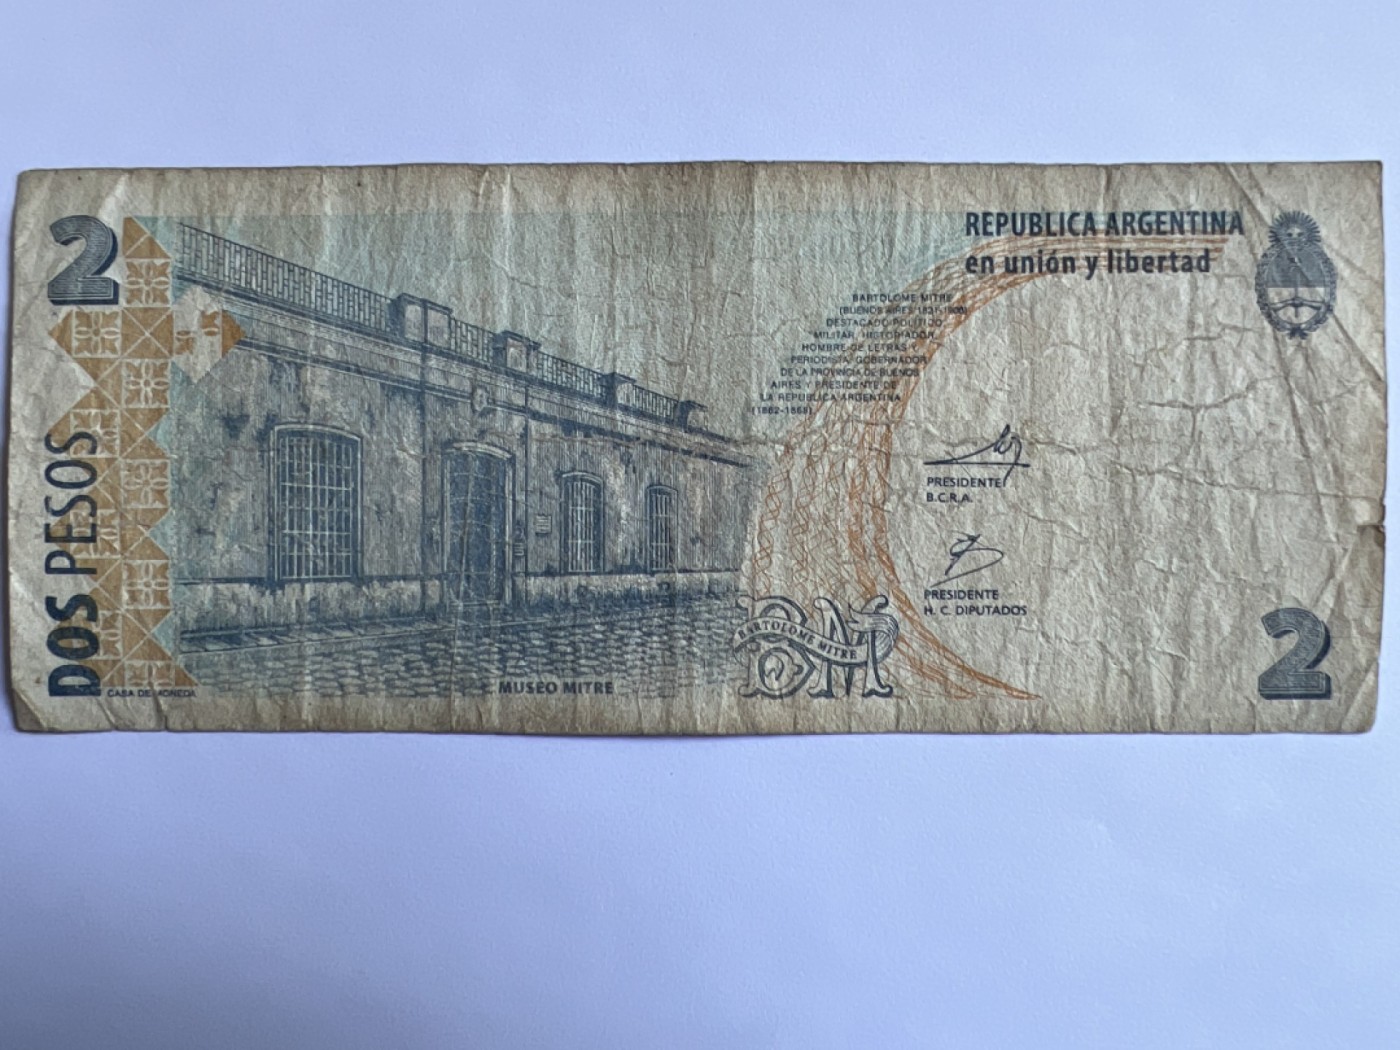 2
DOS PESOS
CASA DE MONEDA
MUSEO MITRE
BARTOLOME MITRE
REPUBLICA ARGENTINA
en unión y libertad
BARTOLOME MITRE
(BUENOS AIRES 1821-1906)
DESTACADO POLITICO
MILITAR, HISTORIADOR,
HOMBRE DE LETRAS Y
PERIODISTA, GOBERNADOR
DE LA PROVINCIA DE BUENOS
AIRES Y PRESIDENTE DE
LA REPUBLICA ARGENTINA
(1862-1868)
PRESIDENTE
B.C.R.A.
PRESIDENTE
H. C. DIPUTADOS
BM
2